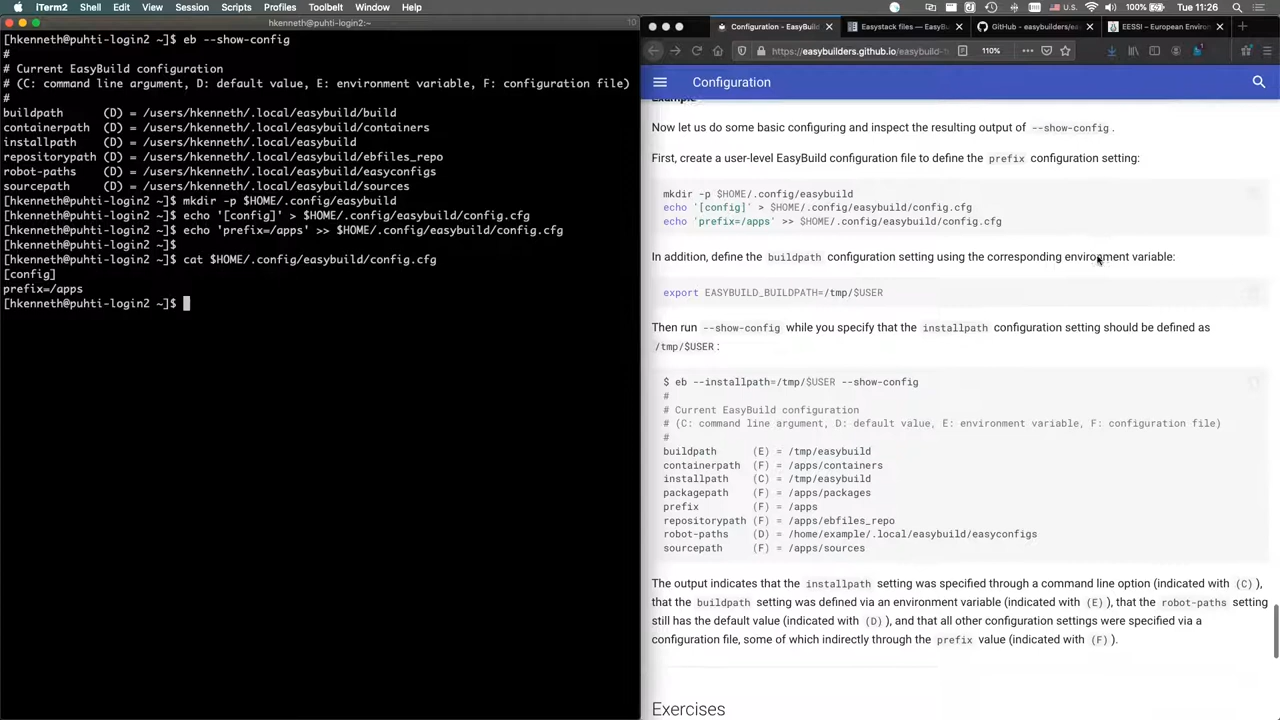 iTerm2 Shell Edit View Session Scripts Profiles Toolbelt Window Help
100% Tue 11:26
hkenneth@puhti-login2:~
[hkenneth@puhti-login2 ~]$ eb --show-config
#
# Current EasyBuild configuration
# (C: command line argument, D: default value, E: environment variable, F: configuration file)
#
buildpath (D) = /users/hkenneth/.local/easybuild/build
containerpath (D) = /users/hkenneth/.local/easybuild/containers
installpath (D) = /users/hkenneth/.local/easybuild
repositorypath (D) = /users/hkenneth/.local/easybuild/ebfiles_repo
robot-paths (D) = /users/hkenneth/.local/easybuild/easyconfigs
sourcepath (D) = /users/hkenneth/.local/easybuild/sources
[hkenneth@puhti-login2 ~]$ mkdir -p $HOME/.config/easybuild
[hkenneth@puhti-login2 ~]$ echo '[config]' > $HOME/.config/easybuild/config.cfg
[hkenneth@puhti-login2 ~]$ echo 'prefix=/apps' >> $HOME/.config/easybuild/config.cfg
[hkenneth@puhti-login2 ~]$
[hkenneth@puhti-login2 ~]$ cat $HOME/.config/easybuild/config.cfg
[config]
prefix=/apps
[hkenneth@puhti-login2 ~]$
Configuration - EasyBuild
Easystack files — EasyBu
GitHub - easybuilders/eas
EESSI – European Environ
https://easybuilders.github.io/easybuild-
110%
Configuration
Example
Now let us do some basic configuring and inspect the resulting output of --show-config.
First, create a user-level EasyBuild configuration file to define the prefix configuration setting:
mkdir -p $HOME/.config/easybuild
echo '[config]' > $HOME/.config/easybuild/config.cfg
echo 'prefix=/apps' >> $HOME/.config/easybuild/config.cfg
In addition, define the buildpath configuration setting using the corresponding environment variable:
export EASYBUILD_BUILDPATH=/tmp/$USER
Then run --show-config while you specify that the installpath configuration setting should be defined as
/tmp/$USER:
$ eb --installpath=/tmp/$USER --show-config
#
# Current EasyBuild configuration
# (C: command line argument, D: default value, E: environment variable, F: configuration file)
#
buildpath (E) = /tmp/easybuild
containerpath (F) = /apps/containers
installpath (C) = /tmp/easybuild
packagepath (F) = /apps/packages
prefix (F) = /apps
repositorypath (F) = /apps/ebfiles_repo
robot-paths (D) = /home/example/.local/easybuild/easyconfigs
sourcepath (F) = /apps/sources
The output indicates that the installpath setting was specified through a command line option (indicated with (C)),
that the buildpath setting was defined via an environment variable (indicated with (E)), that the robot-paths setting
still has the default value (indicated with (D)), and that all other configuration settings were specified via a
configuration file, some of which indirectly through the prefix value (indicated with (F)).
Exercises